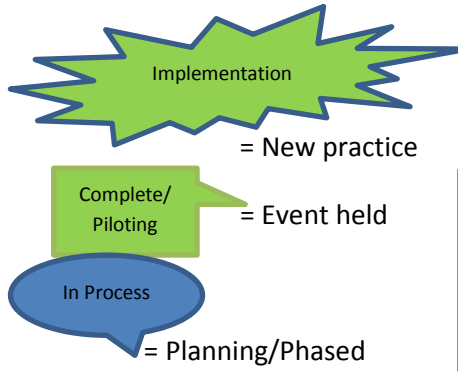 Implementation
= New practice
Complete/
Piloting
= Event held
In Process
= Planning/Phased